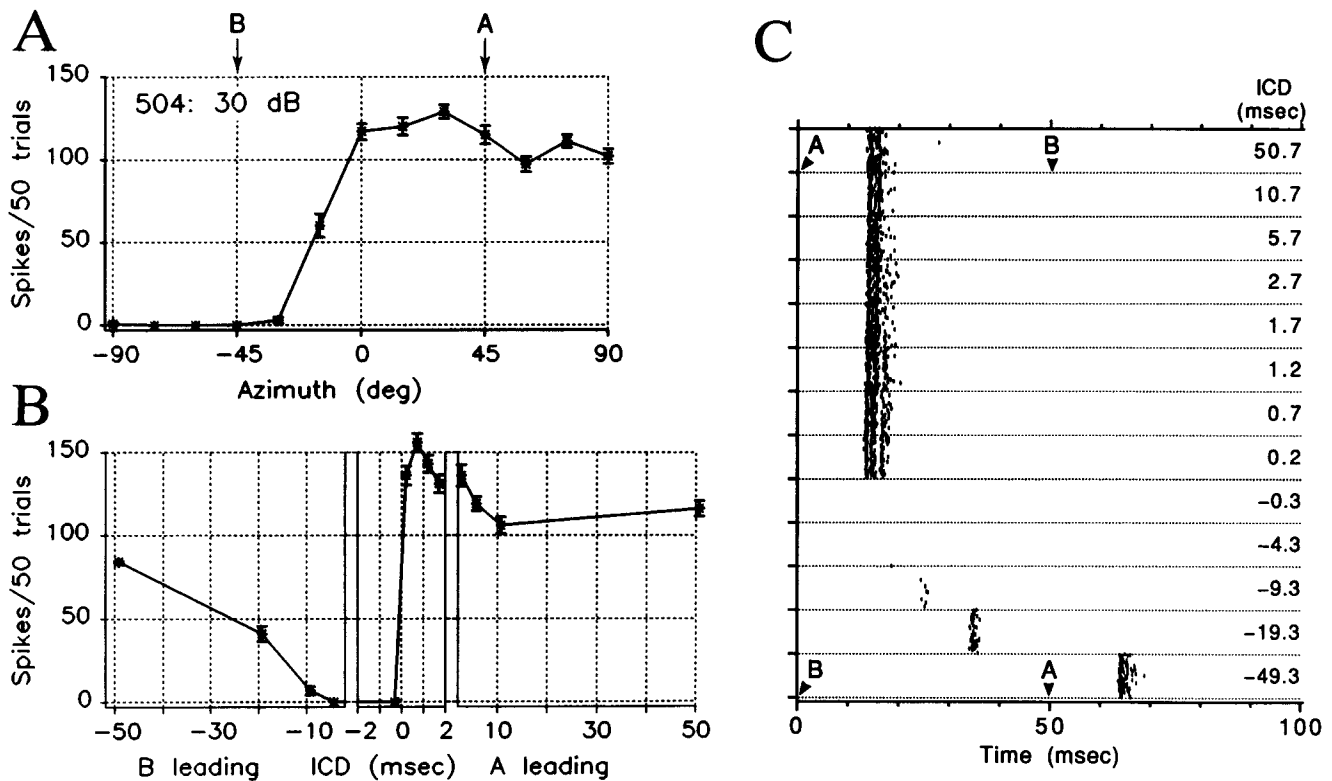 A
B A
150
100
50
0
Spikes/50 trials
504: 30 dB
-90 -45 0 45 90
Azimuth (deg)
B
150
100
50
0
Spikes/50 trials
-50 -30 -10 -2 0 2 10 30 50
B leading ICD (msec) A leading
C
ICD
(msec)
A B
50.7
10.7
5.7
2.7
1.7
1.2
0.7
0.2
-0.3
-4.3
-9.3
-19.3
B A
-49.3
0 50 100
Time (msec)